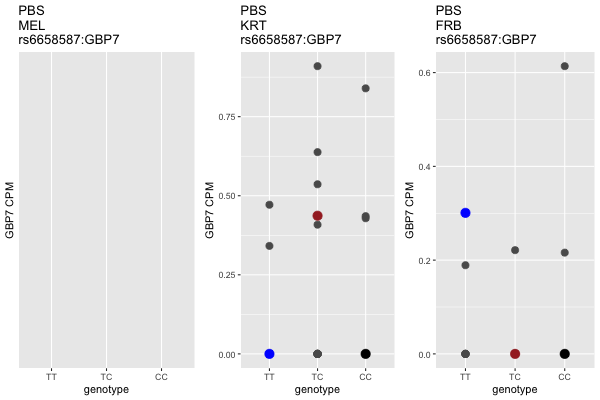 PBS
MEL
rs6658587:GBP7
GBP7 CPM
TT TC CC
genotype
PBS
KRT
rs6658587:GBP7
GBP7 CPM
0.75
0.50
0.25
0.00
TT TC CC
genotype
PBS
FRB
rs6658587:GBP7
GBP7 CPM
0.6
0.4
0.2
0.0
TT TC CC
genotype